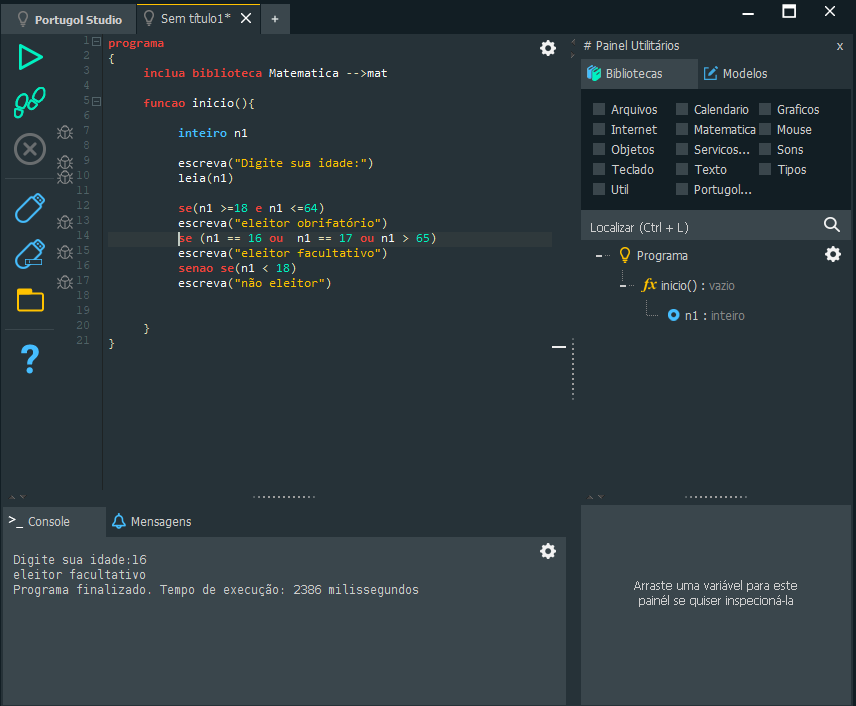 Portugol Studio
Sem título1*
+
# Painel Utilitários
x
Bibliotecas
Modelos
Arquivos Calendario Graficos
Internet Matematica Mouse
Objetos Servicos... Sons
Teclado Texto Tipos
Util Portugol...
Localizar (Ctrl + L)
Programa
fx inicio() : vazio
n1 : inteiro
1 programa
2 {
3 inclua biblioteca Matematica -->mat
4
5 funcao inicio(){
6
7 inteiro n1
8
9 escreva("Digite sua idade:")
10 leia(n1)
11
12 se(n1 >=18 e n1 <=64)
13 escreva("eleitor obrifatório")
14 se (n1 == 16 ou  n1 == 17 ou n1 > 65)
15 escreva("eleitor facultativo")
16 senao se(n1 < 18)
17 escreva("não eleitor")
18
19
20 }
21 }
?
>_ Console
Mensagens
Digite sua idade:16
eleitor facultativo
Programa finalizado. Tempo de execução: 2386 milissegundos
Arraste uma variável para este
painél se quiser inspecioná-la